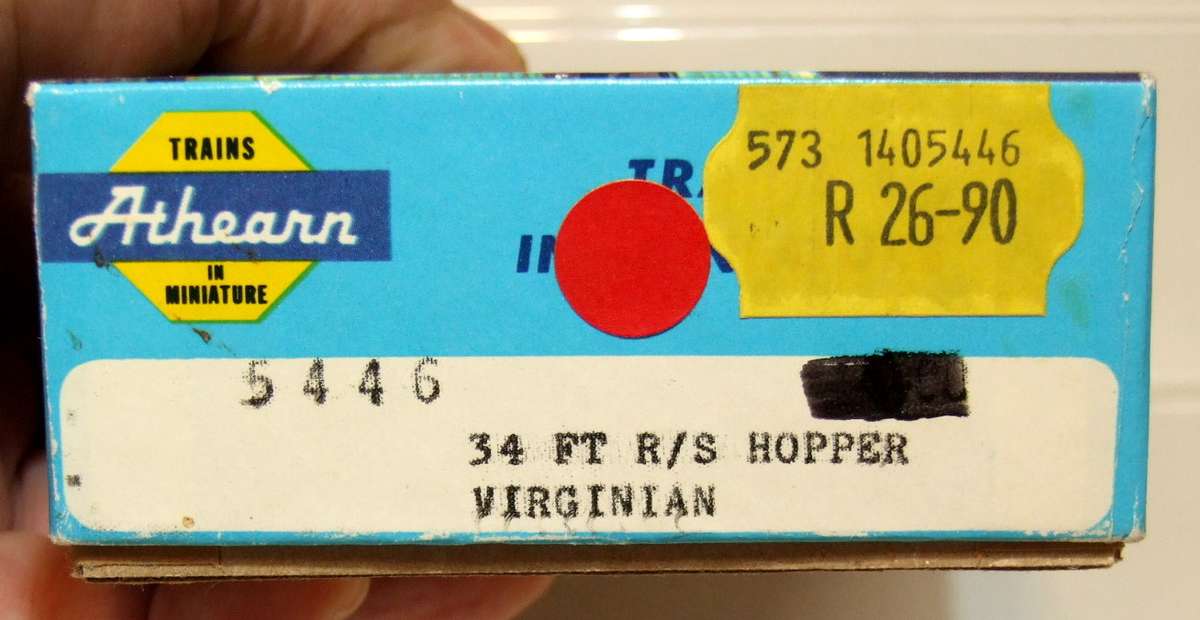 TRAINS
Athearn
IN
MINIATURE
573 1405446
R 26-90
5446
34 FT R/S HOPPER
VIRGINIAN